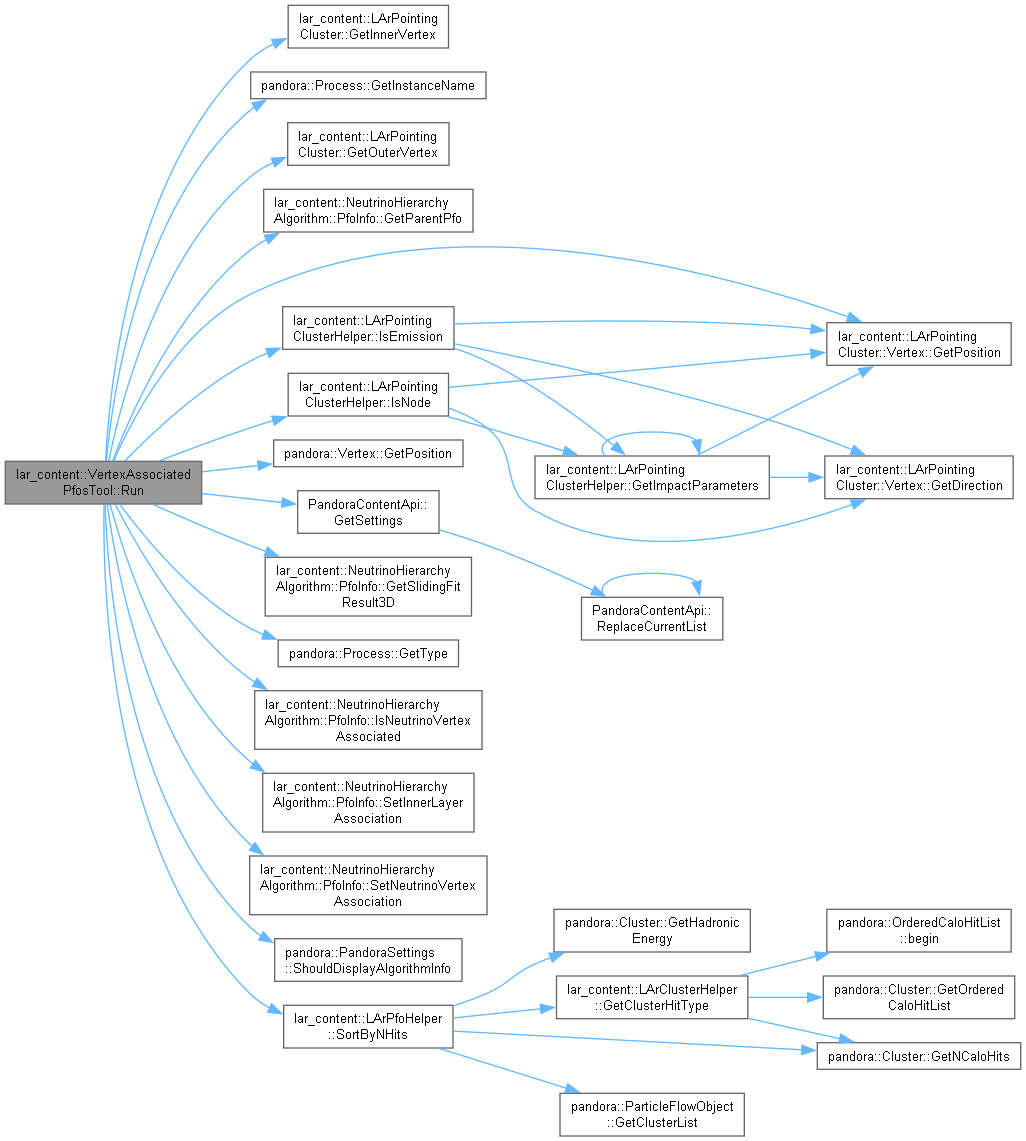 lar_content::LArPointing
Cluster::GetInnerVertex
pandora::Process::GetInstanceName
lar_content::LArPointing
Cluster::GetOuterVertex
lar_content::NeutrinoHierarchy
Algorithm::PfoInfo::GetParentPfo
lar_content::LArPointing
ClusterHelper::IsEmission
lar_content::LArPointing
Cluster::Vertex::GetPosition
lar_content::LArPointing
ClusterHelper::IsNode
pandora::Vertex::GetPosition
lar_content::VertexAssociated
PfosTool::Run
lar_content::LArPointing
ClusterHelper::GetImpactParameters
lar_content::LArPointing
Cluster::Vertex::GetDirection
PandoraContentApi::
GetSettings
lar_content::NeutrinoHierarchy
Algorithm::PfoInfo::GetSlidingFit
Result3D
PandoraContentApi::
ReplaceCurrentList
pandora::Process::GetType
lar_content::NeutrinoHierarchy
Algorithm::PfoInfo::IsNeutrinoVertex
Associated
lar_content::NeutrinoHierarchy
Algorithm::PfoInfo::SetInnerLayer
Association
lar_content::NeutrinoHierarchy
Algorithm::PfoInfo::SetNeutrinoVertex
Association
pandora::PandoraSettings
::ShouldDisplayAlgorithmInfo
lar_content::LArPfoHelper
::SortByNHits
pandora::Cluster::GetHadronic
Energy
lar_content::LArClusterHelper
::GetClusterHitType
pandora::OrderedCaloHitList
::begin
pandora::Cluster::GetOrdered
CaloHitList
pandora::Cluster::GetNCaloHits
pandora::ParticleFlowObject
::GetClusterList